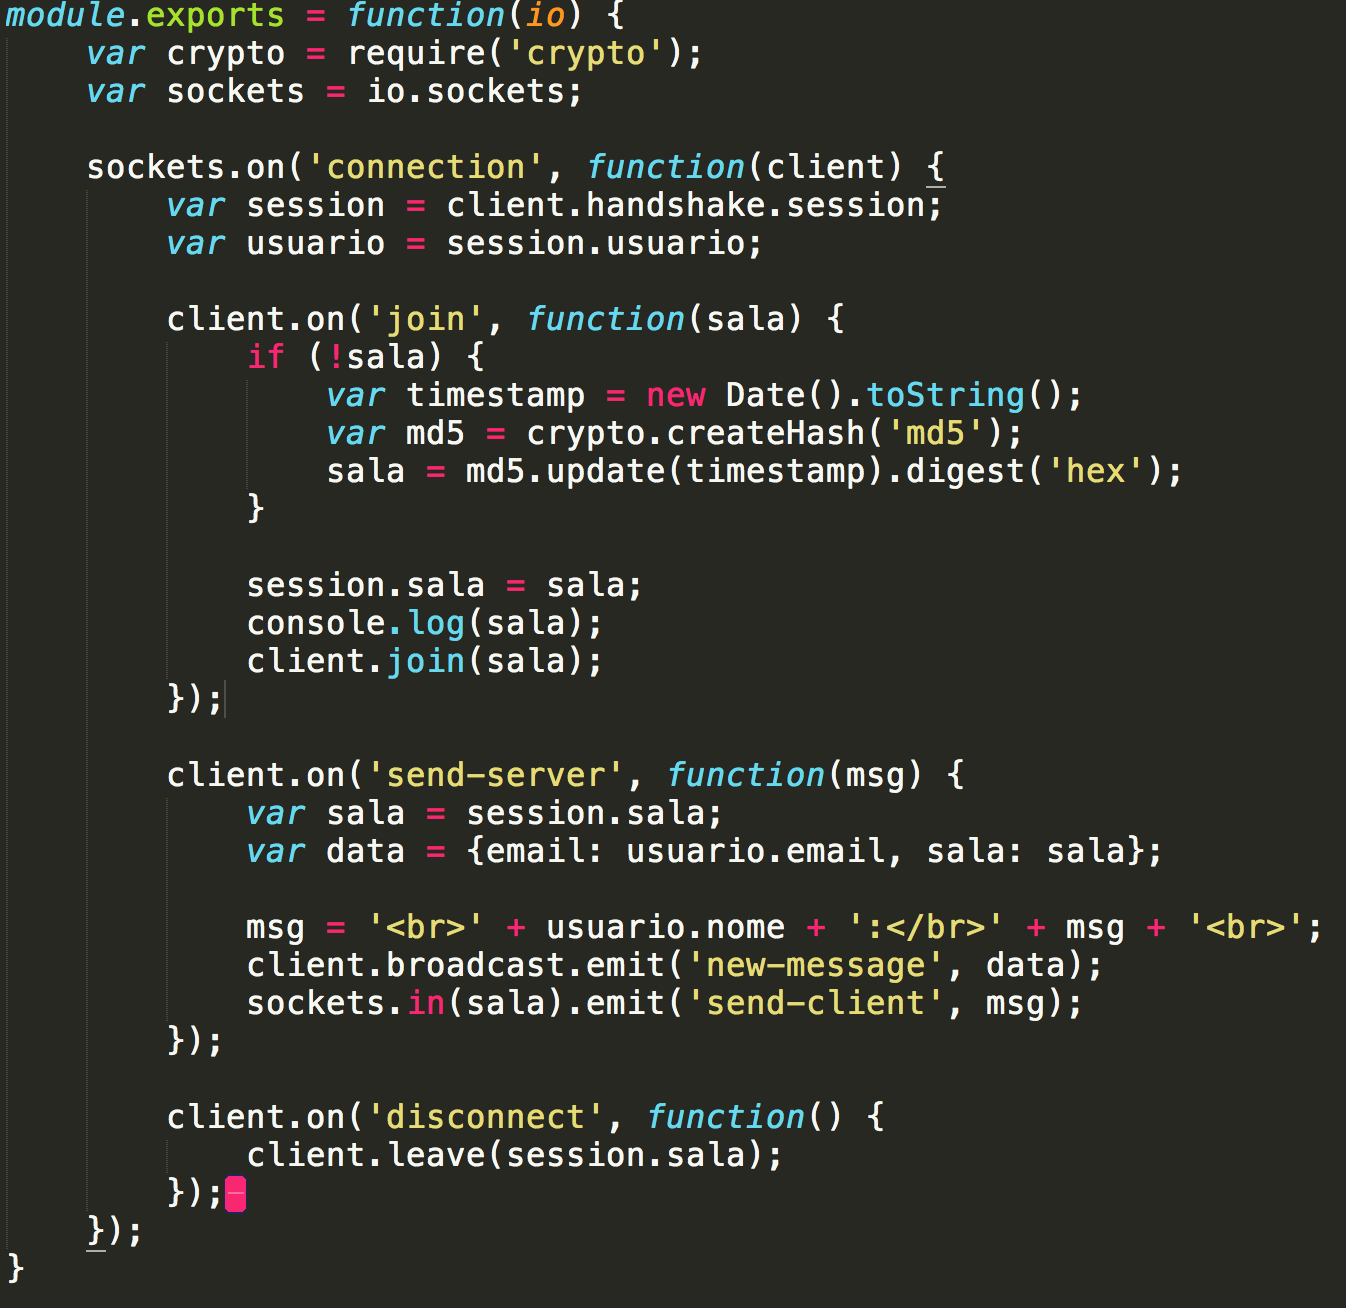 module.exports = function(io) {
    var crypto = require('crypto');
    var sockets = io.sockets;

    sockets.on('connection', function(client) {
        var session = client.handshake.session;
        var usuario = session.usuario;

        client.on('join', function(sala) {
            if (!sala) {
                var timestamp = new Date().toString();
                var md5 = crypto.createHash('md5');
                sala = md5.update(timestamp).digest('hex');
            }

            session.sala = sala;
            console.log(sala);
            client.join(sala);
        });

        client.on('send-server', function(msg) {
            var sala = session.sala;
            var data = {email: usuario.email, sala: sala};

            msg = '<br>' + usuario.nome + ':</br>' + msg + '<br>';
            client.broadcast.emit('new-message', data);
            sockets.in(sala).emit('send-client', msg);
        });

        client.on('disconnect', function() {
            client.leave(session.sala);
        });
    });
}